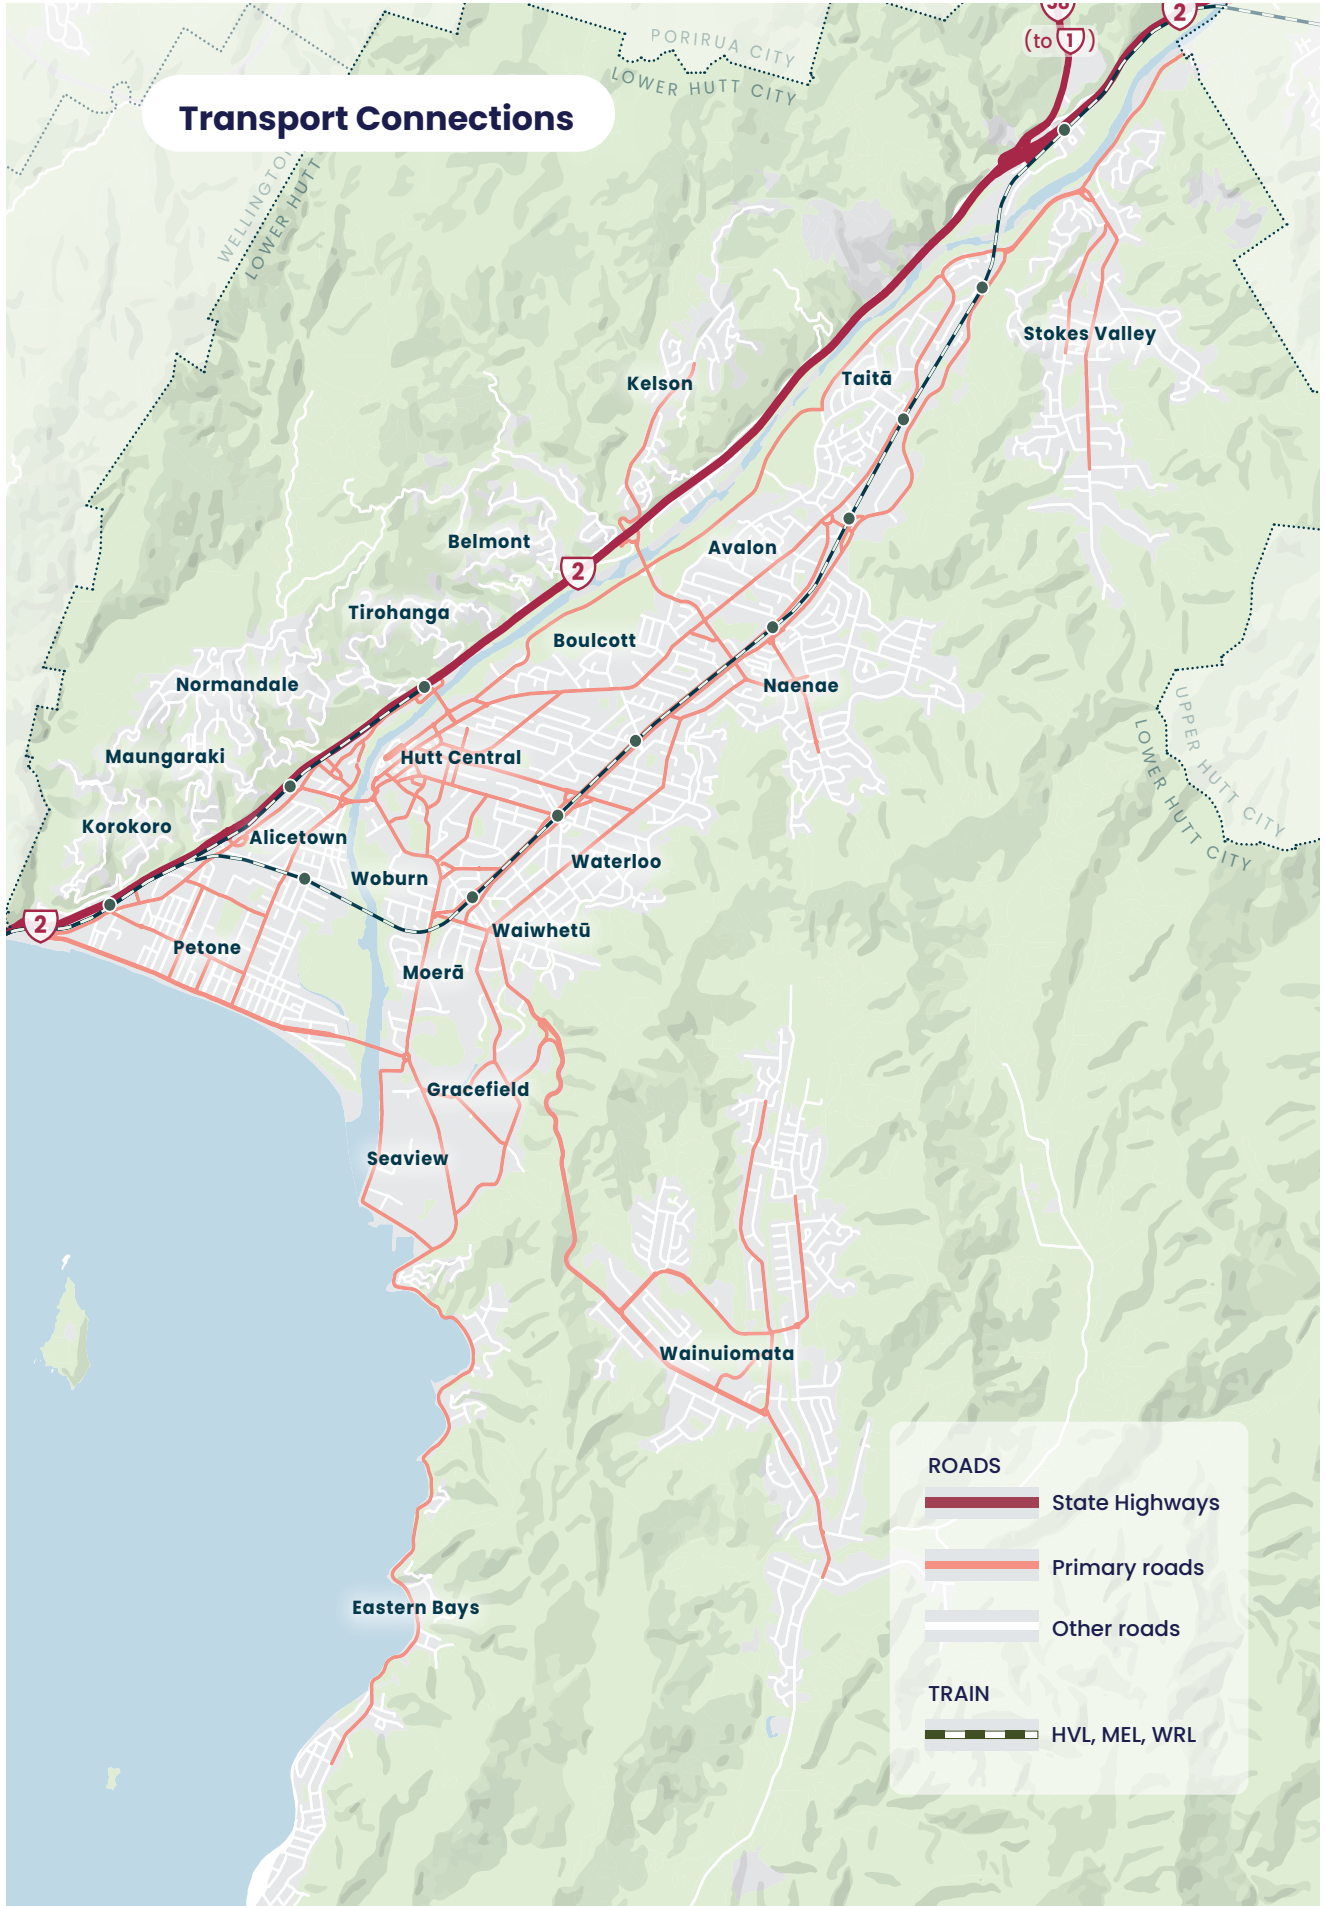 2
(to 1)
PORIRUA CITY
LOWER HUTT CITY
Transport Connections
WELLINGTON
LOWER HUTT
Stokes Valley
Taitā
Kelson
Belmont
Avalon
2
Tirohanga
Boulcott
Normandale
Naenae
UPPER HUTT CITY
LOWER HUTT CITY
Maungaraki
Hutt Central
Korokoro
Alicetown
Waterloo
Woburn
2
Waiwhetū
Petone
Moerā
Gracefield
Seaview
Wainuiomata
ROADS
State Highways
Primary roads
Other roads
Eastern Bays
TRAIN
HVL, MEL, WRL